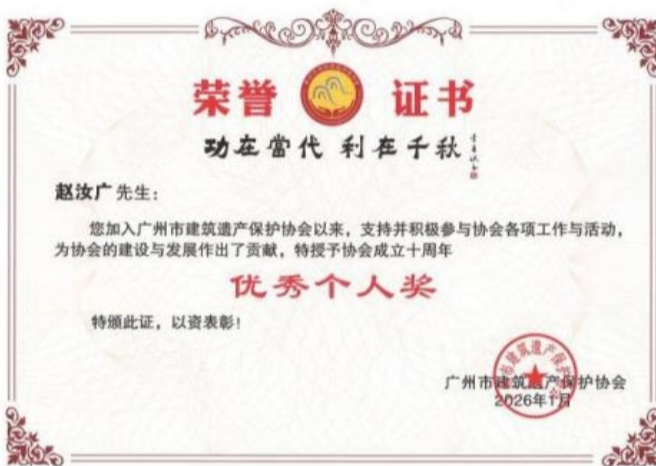 荣誉 证书
功在當代 利在千秋
赵汝广先生：
您加入广州市建筑遗产保护协会以来，支持并积极参与协会各项工作与活动，
为协会的建设与发展作出了贡献，特授予协会成立十周年
优秀个人奖
特颁此证，以资表彰！
广州市建筑遗产保护协会
2026年1月